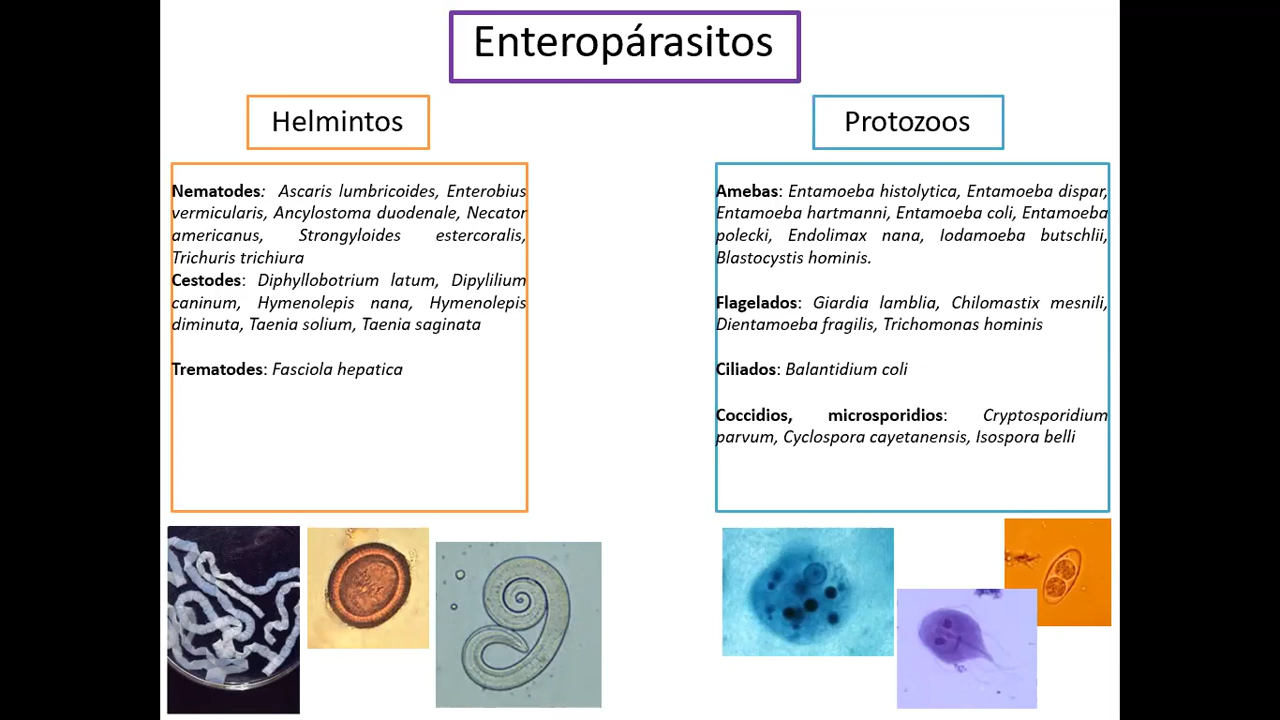 Enteropárasitos
Helmintos
Nematodes: Ascaris lumbricoides, Enterobius
vermicularis, Ancylostoma duodenale, Necator
americanus, Strongyloides estercoralis,
Trichuris trichiura
Cestodes: Diphyllobotrium latum, Dipylilium
caninum, Hymenolepis nana, Hymenolepis
diminuta, Taenia solium, Taenia saginata
Trematodes: Fasciola hepatica
Protozoos
Amebas: Entamoeba histolytica, Entamoeba dispar,
Entamoeba hartmanni, Entamoeba coli, Entamoeba
polecki, Endolimax nana, Iodamoeba butschlii,
Blastocystis hominis.
Flagelados: Giardia lamblia, Chilomastix mesnili,
Dientamoeba fragilis, Trichomonas hominis
Ciliados: Balantidium coli
Coccidios, microsporidios: Cryptosporidium
parvum, Cyclospora cayetanensis, Isospora belli